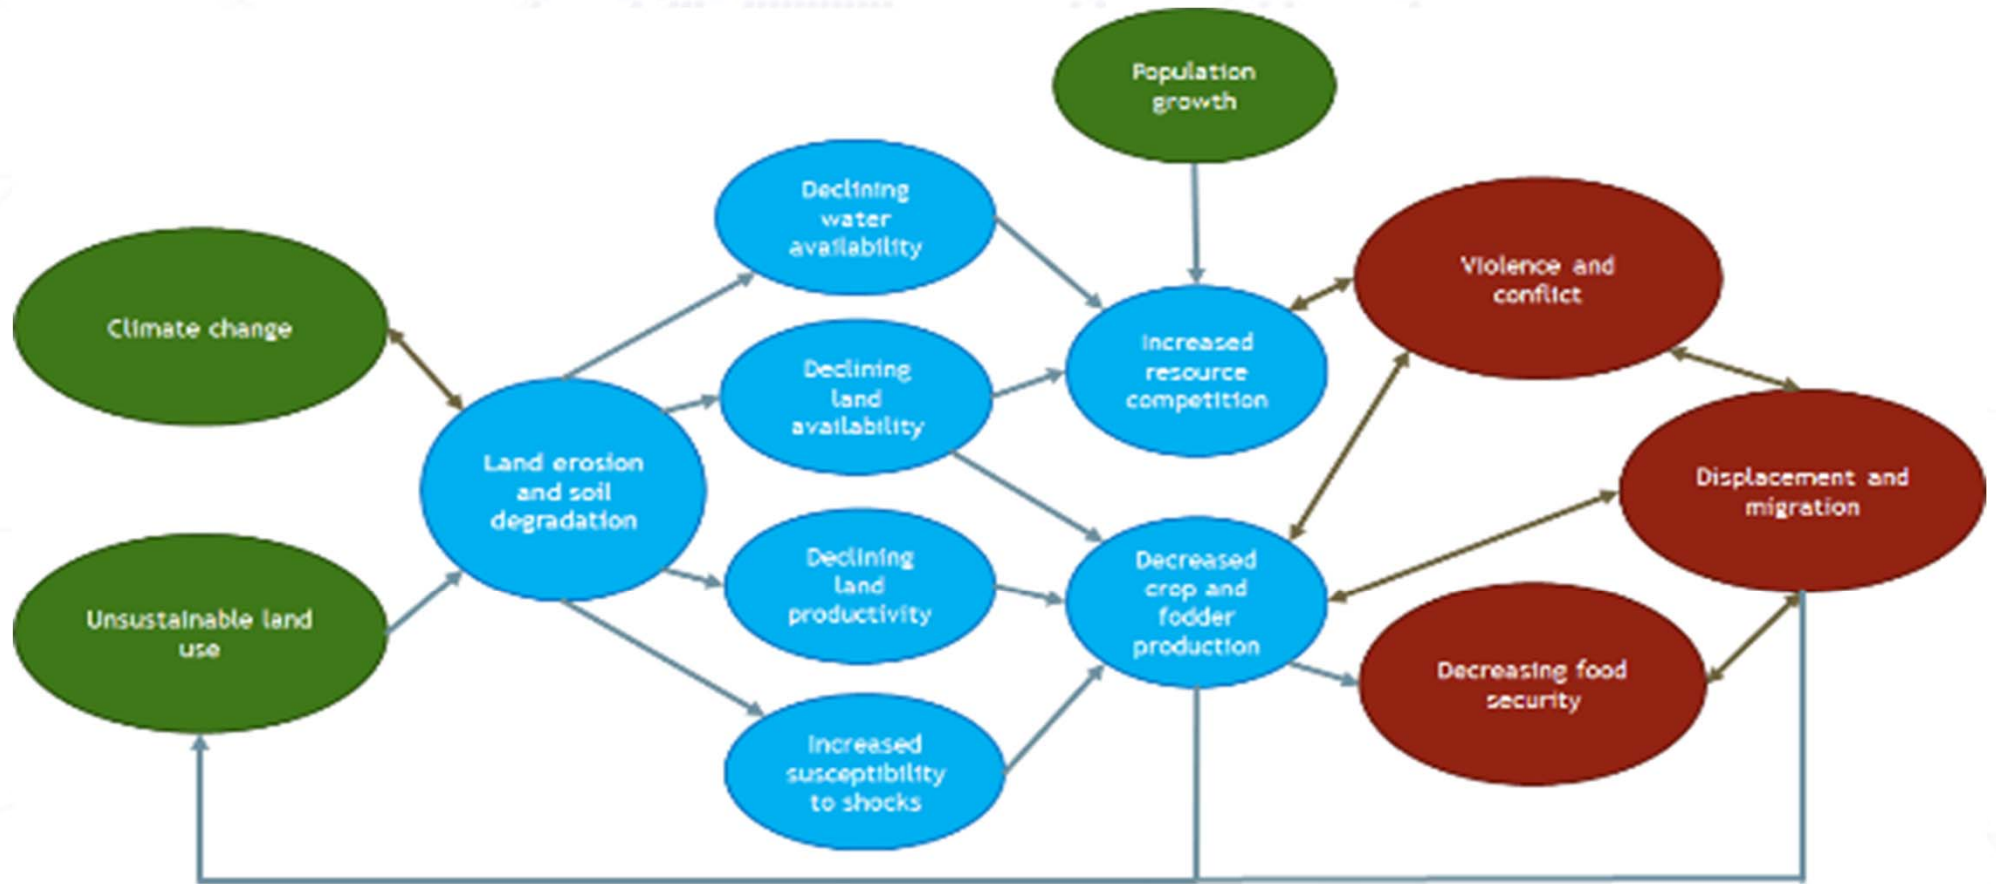 Population
growth
Declining
water
availability
Violence and
conflict
Climate change
Increased
resource
competition
Declining
land
availability
Land erosion
and soil
degradation
Displacement and
migration
Declining
land
productivity
Decreased
crop and
fodder
production
Unsustainable land
use
Decreasing food
security
Increased
susceptibility
to shocks